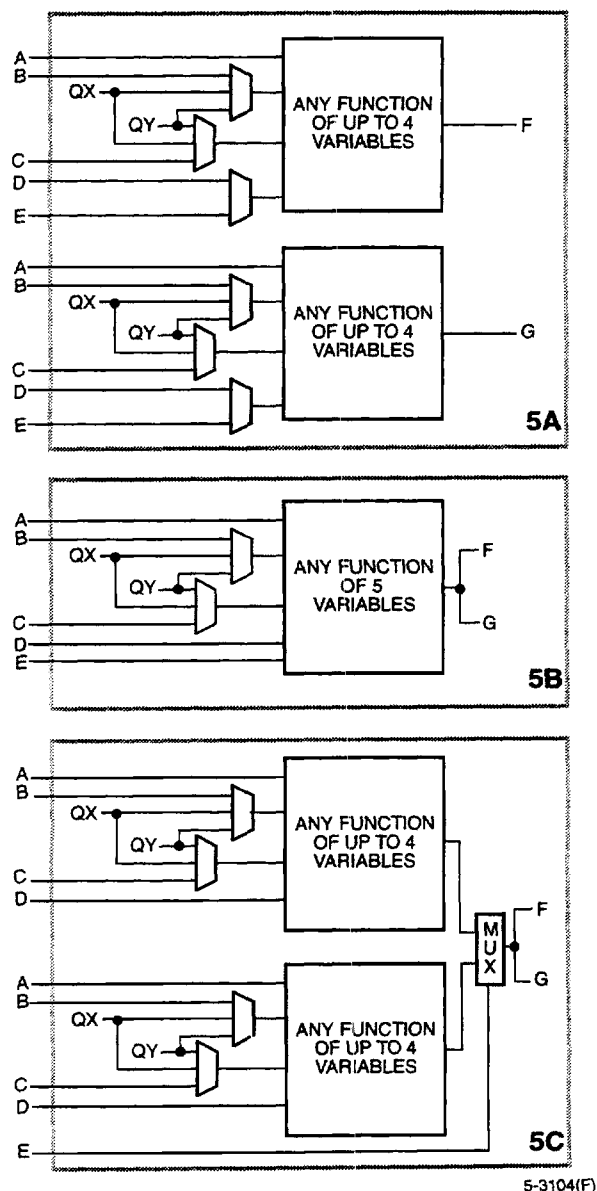 A
B
QX
QY
C
D
E
ANY FUNCTION
OF UP TO 4
VARIABLES
F
A
B
QX
QY
C
D
E
ANY FUNCTION
OF UP TO 4
VARIABLES
G
5A
A
B
QX
QY
C
D
E
ANY FUNCTION
OF 5
VARIABLES
F
G
5B
A
B
QX
QY
C
D
ANY FUNCTION
OF UP TO 4
VARIABLES
A
B
QX
QY
C
D
E
ANY FUNCTION
OF UP TO 4
VARIABLES
MUX
F
G
5C
5-3104(F)